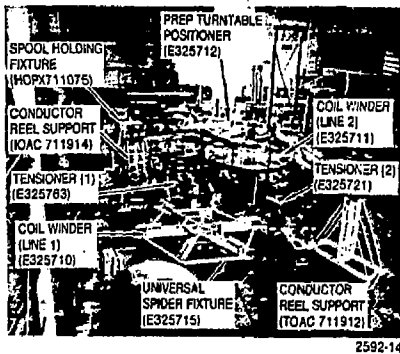 PREP TURNTABLE
POSITIONER
(E325712)
SPOOL HOLDING
FIXTURE
(HOPX711075)
CONDUCTOR
REEL SUPPORT
(IOAC 711914)
COIL WINDER
(LINE 2)
(E325711)
TENSIONER (1)
(E325763)
TENSIONER (2)
(E325721)
COIL WINDER
(LINE 1)
(E325710)
UNIVERSAL
SPIDER FIXTURE
(E325715)
CONDUCTOR
REEL SUPPORT
(TOAC 711912)
2592-14